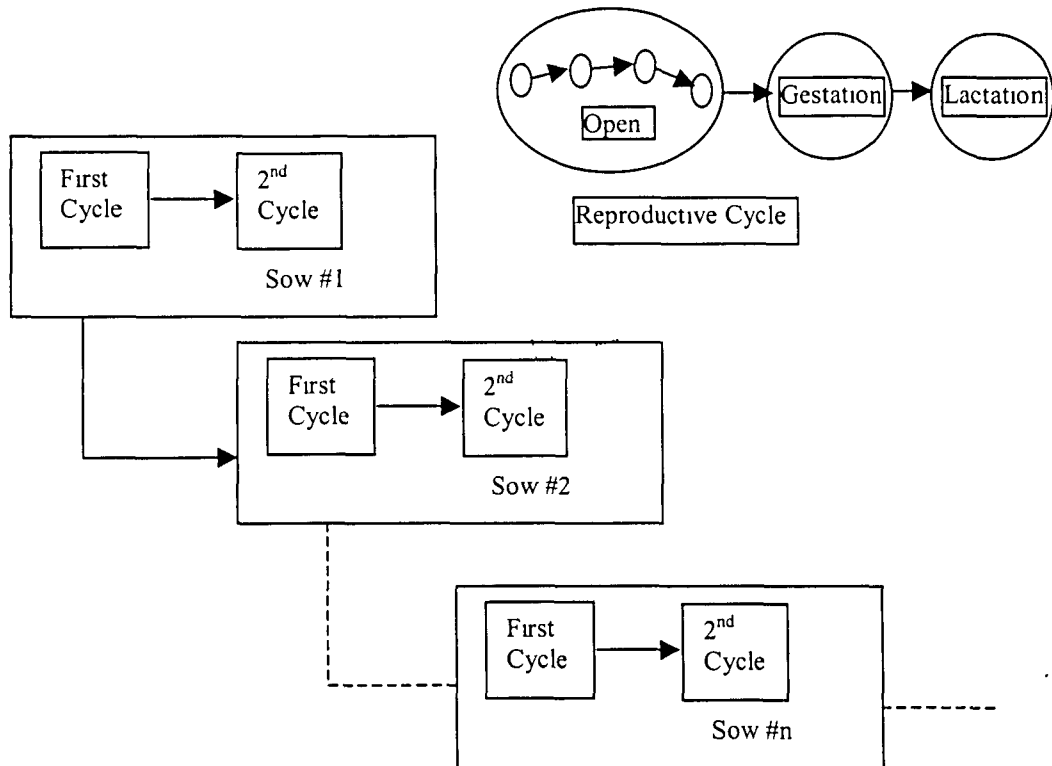 Gestation
Lactation
Open
Reproductive Cycle
First
Cycle
2nd
Cycle
Sow #1
First
Cycle
2nd
Cycle
Sow #2
First
Cycle
2nd
Cycle
Sow #n